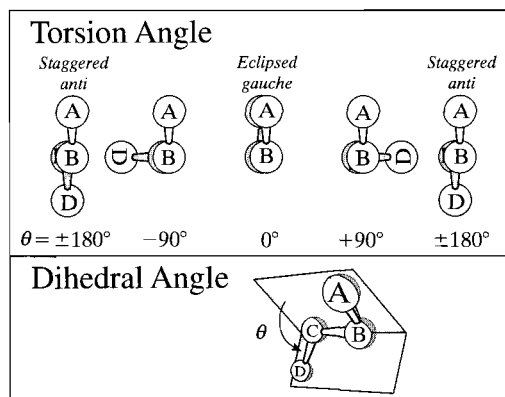 Torsion Angle
Staggered Eclipsed Staggered
anti gauche anti
A A A A A
B D B B B D B
D D
θ = ±180° −90° 0° +90° ±180°
Dihedral Angle
A
C B
θ
D